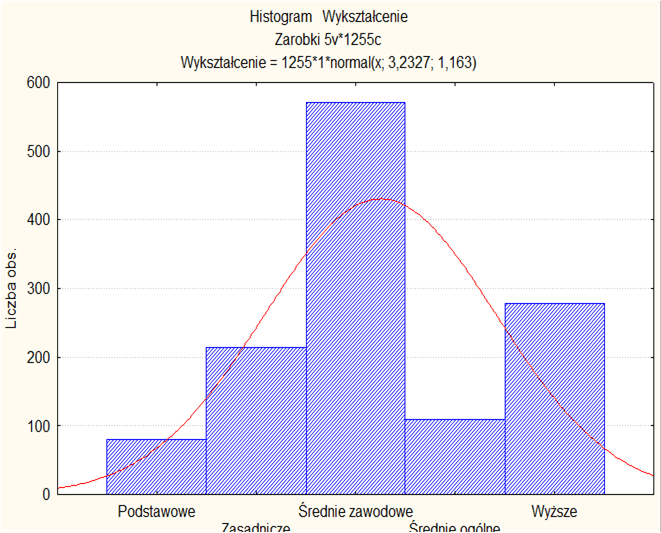 Histogram Wykształcenie
Zarobki 5v*1255c
Wykształcenie = 1255*1*normal(x; 3,2327; 1,163)
600
500
400
300
200
100
0
Liczba obs.
Podstawowe
Zasadnicze
Średnie zawodowe
Średnie ogólne
Wyższe